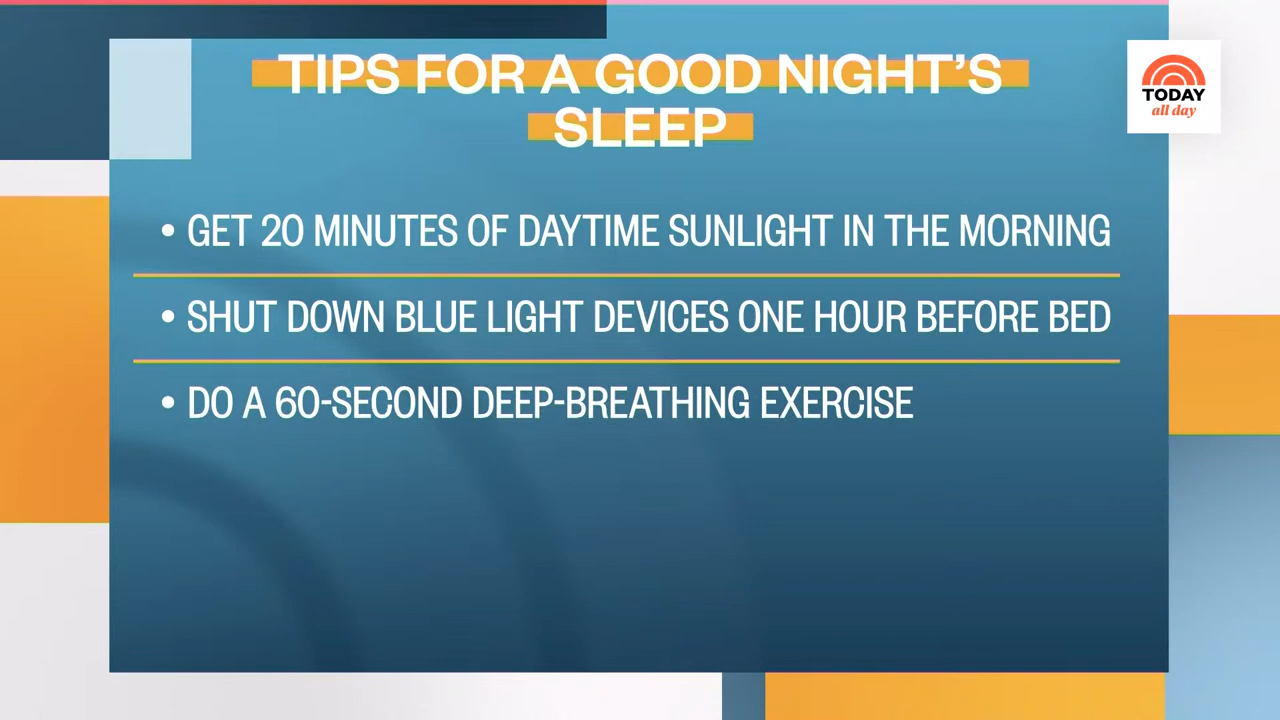 TIPS FOR A GOOD NIGHT'S
SLEEP
TODAY
all day
• GET 20 MINUTES OF DAYTIME SUNLIGHT IN THE MORNING
• SHUT DOWN BLUE LIGHT DEVICES ONE HOUR BEFORE BED
• DO A 60-SECOND DEEP-BREATHING EXERCISE